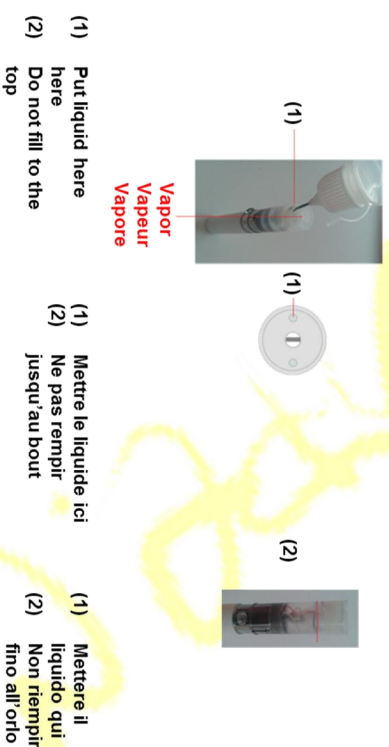 (1)
(1)
(2)
Vapor
Vapeur
Vapore
(1) Put liquid here
here
(2) Do not fill to the
top
(1) Mettre le liquide ici
(2) Ne pas rempir
jusqu'au bout
(1) Mettere il
liquido qui
(2) Non riempir
fino all'orlo